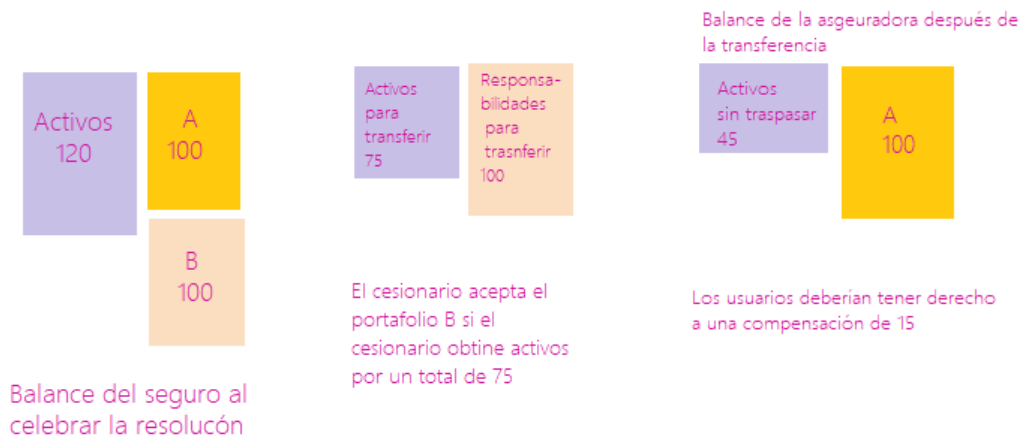 Activos
120
A
100
B
100
Balance del seguro al
celebrar la resolucón
Activos
para
transferir
75
Responsa-
bilidades
para
trasnferir
100
El cesionario acepta el
portafolio B si el
cesionario obtine activos
por un total de 75
Balance de la asgeuradora después de
la transferencia
Activos
sin traspasar
45
A
100
Los usuarios deberían tener derecho
a una compensación de 15